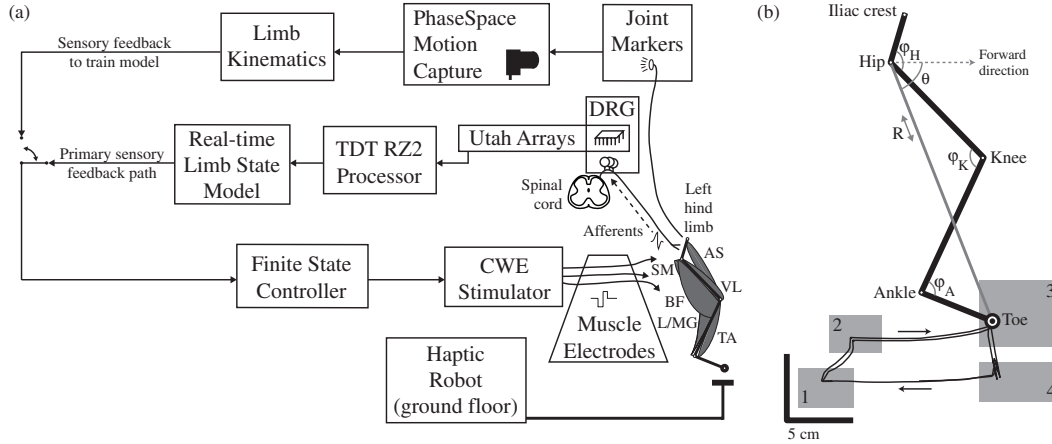 (a)
Sensory feedback
to train model
Limb
Kinematics
PhaseSpace
Motion
Capture
Joint
Markers
DRG
Utah Arrays
TDT RZ2
Processor
Real-time
Limb State
Model
Primary sensory
feedback path
Spinal
cord
Afferents
Left
hind
limb
AS
SM
VL
BF
L/MG
TA
Finite State
Controller
CWE
Stimulator
Muscle
Electrodes
Haptic
Robot
(ground floor)
(b)
Iliac crest
φH
Hip
Forward
direction
θ
R
φK
Knee
Ankle
φA
3
Toe
2
1
4
5 cm